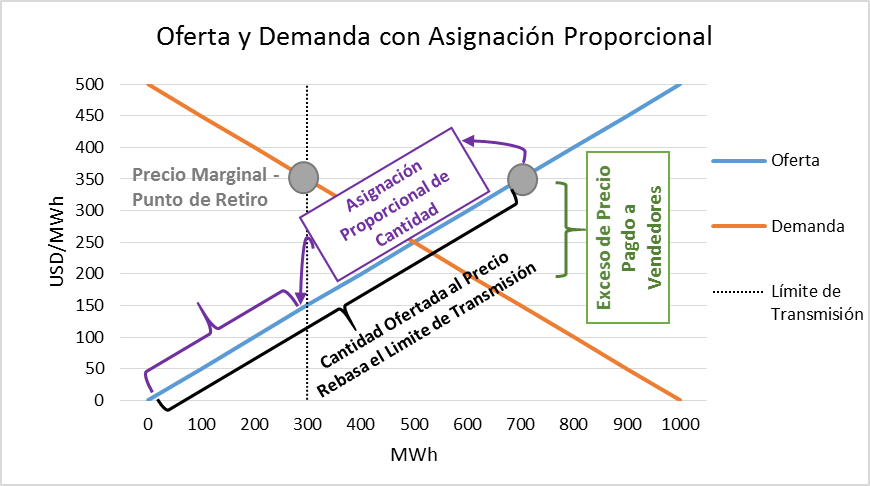 Oferta y Demanda con Asignación Proporcional
500
450
400
350
300
250
200
150
100
50
0
USD/MWh
Precio Marginal -
Punto de Retiro
Asignación
Proporcional de
Cantidad
Cantidad Ofertada al Precio
Rebasa el Limite de Transmisión
Exceso de Precio
Pagdo a
Vendedores
Oferta
Demanda
Límite de
Transmisión
0 100 200 300 400 500 600 700 800 900 1000
MWh